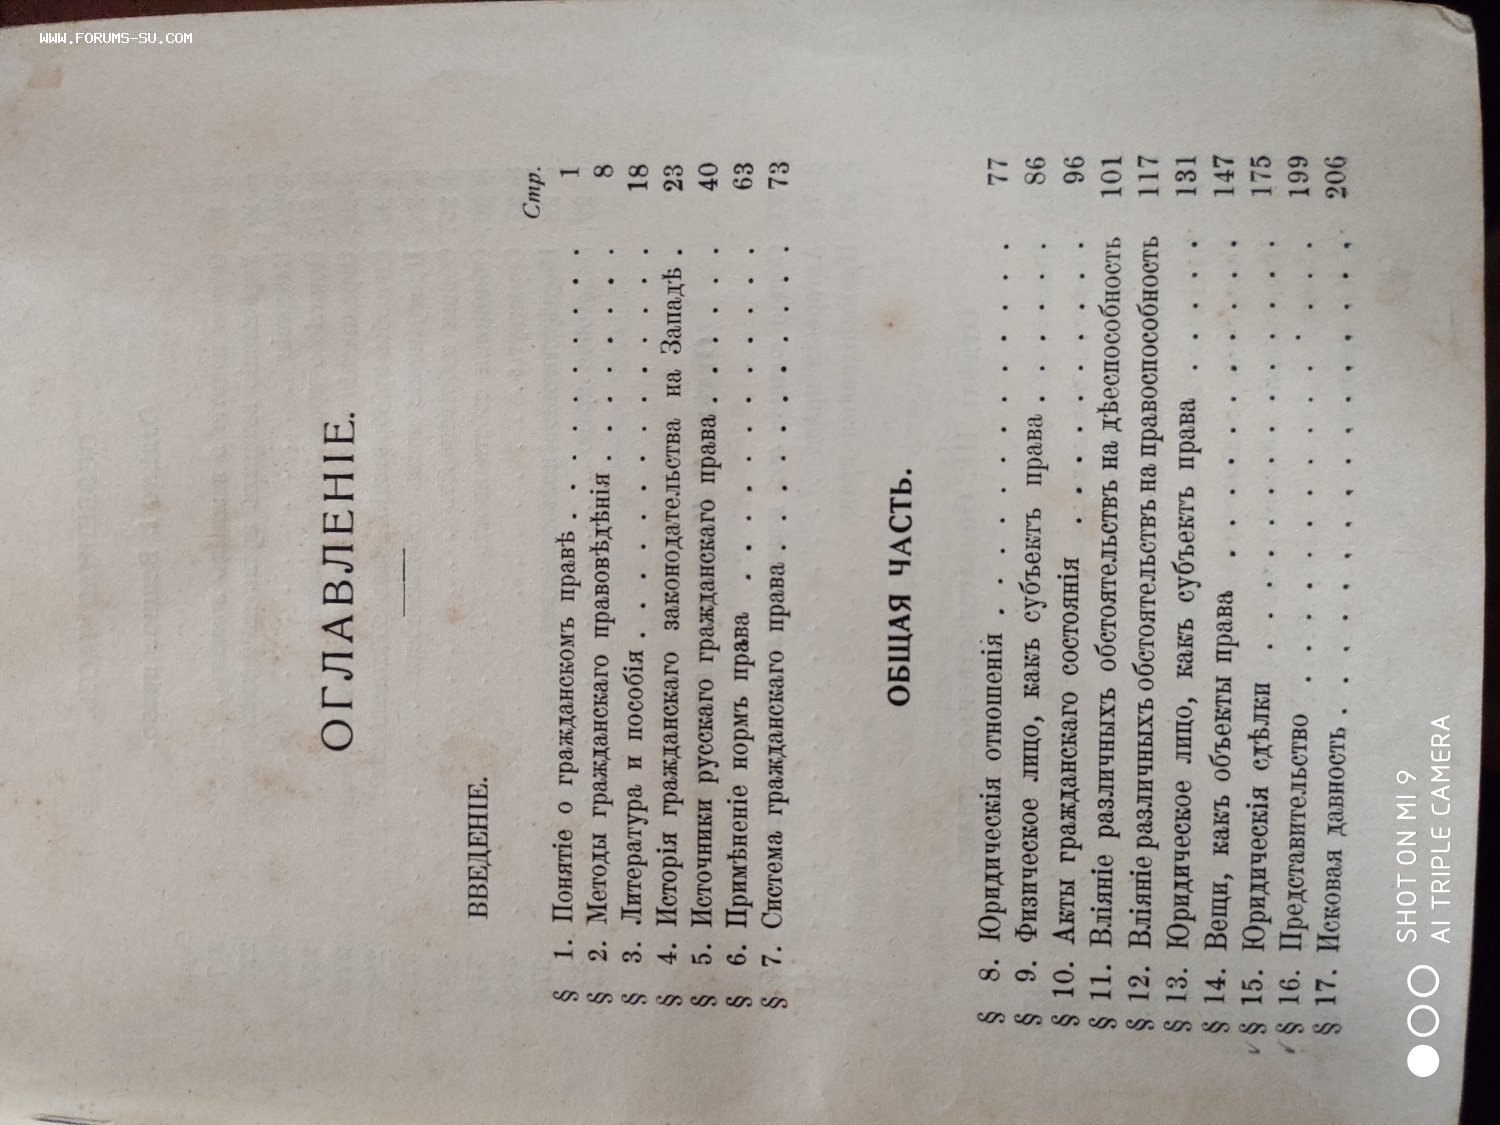 WWW.FORUMS-SU.COM
ОГЛАВЛЕНІЕ.
ВВЕДЕНІЕ.
Стр.
§ 1. Понятіе о гражданскомъ правѣ . . . . . . . . . . 1
§ 2. Методы гражданскаго правовѣдѣнія . . . . . . . . 8
§ 3. Литература и пособія . . . . . . . . . . . . . . 18
§ 4. Исторія гражданскаго законодательства на Западѣ . 23
§ 5. Источники русскаго гражданскаго права . . . . . . 40
§ 6. Примѣненіе нормъ права . . . . . . . . . . . . 63
§ 7. Система гражданскаго права . . . . . . . . . . . 73
ОБЩАЯ ЧАСТЬ.
§ 8. Юридическія отношенія . . . . . . . . . . . . . 77
§ 9. Физическое лицо, какъ субъектъ права . . . . . . 86
§ 10. Акты гражданскаго состоянія . . . . . . . . . . 96
§ 11. Вліяніе различныхъ обстоятельствъ на дѣеспособность 101
§ 12. Вліяніе различныхъ обстоятельствъ на правоспособность 117
§ 13. Юридическое лицо, какъ субъектъ права . . . . . 131
§ 14. Вещи, какъ объекты права . . . . . . . . . . . 147
§ 15. Юридическія сдѣлки . . . . . . . . . . . . . . 175
§ 16. Представительство . . . . . . . . . . . . . . . 199
§ 17. Исковая давность . . . . . . . . . . . . . . . 206
SHOT ON MI 9
AI TRIPLE CAMERA